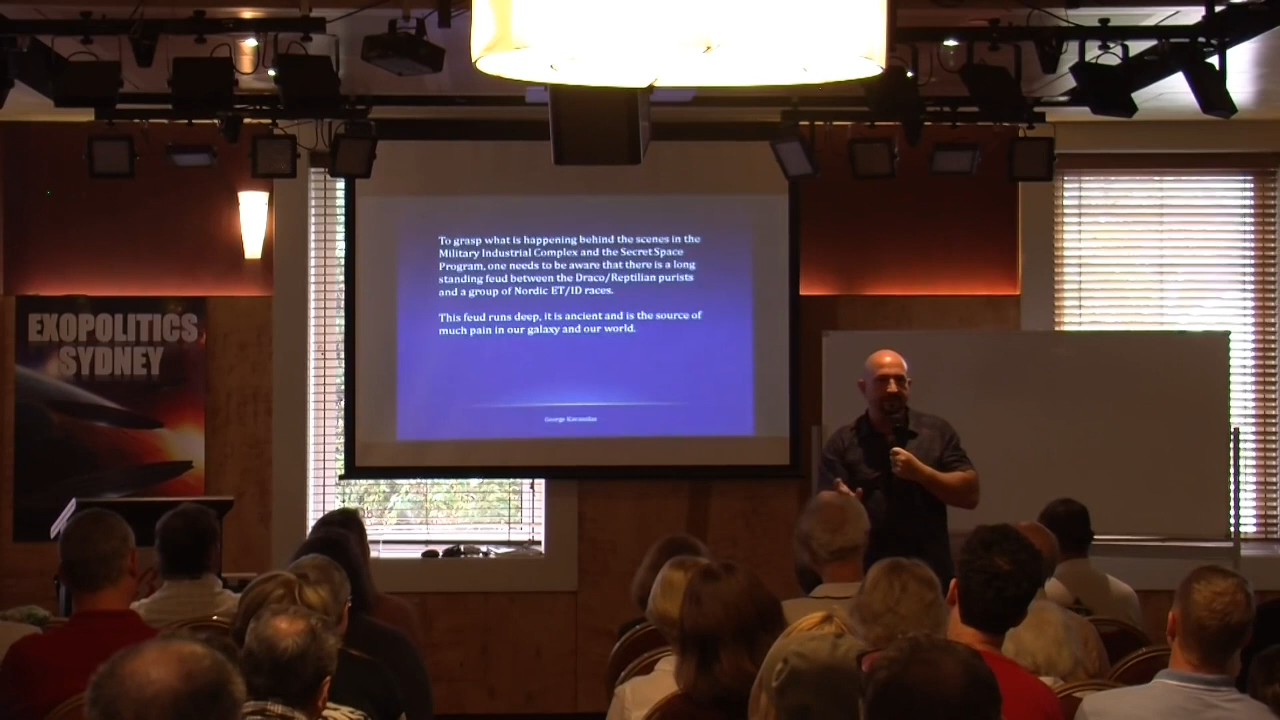 EXOPOLITICS
SYDNEY
To grasp what is happening behind the scenes in the
Military Industrial Complex and the Secret Space
Program, one needs to be aware that there is a long
standing feud between the Draco/Reptilian purists
and a group of Nordic ET/ID races.
This feud runs deep, it is ancient and is the source of
much pain in our galaxy and our world.
George Kavassilas